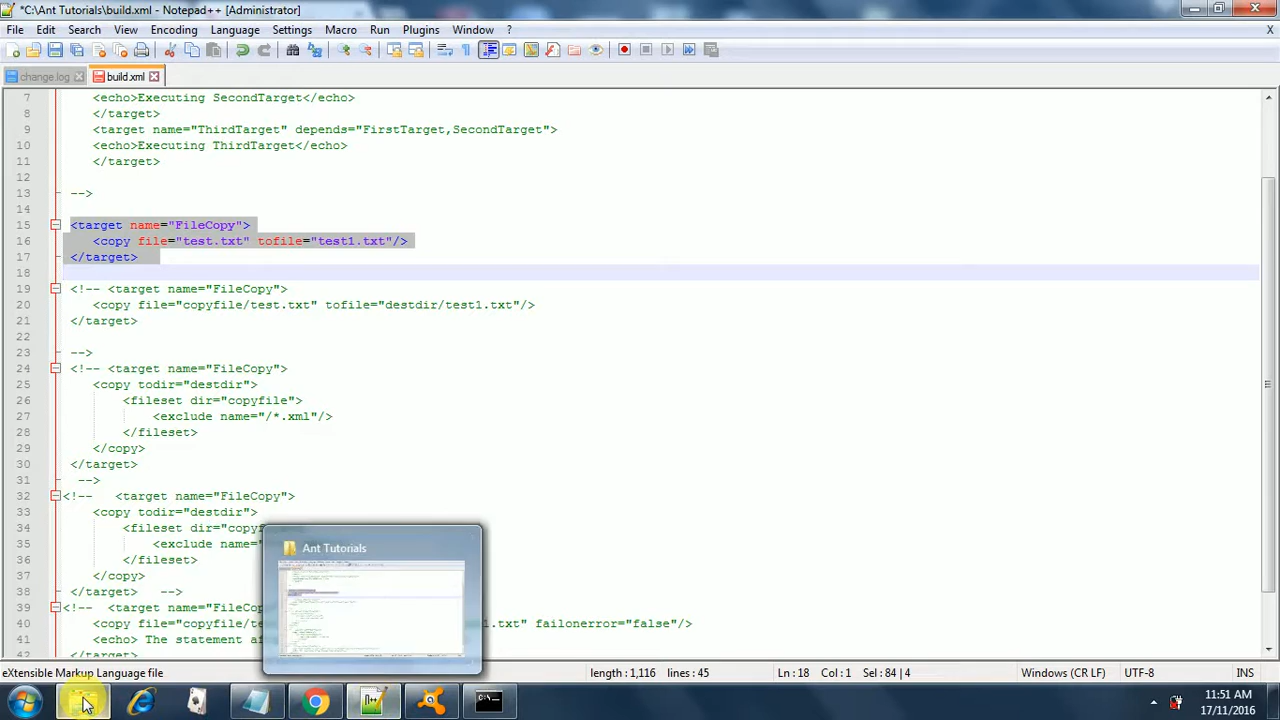 *C:\Ant Tutorials\build.xml - Notepad++ [Administrator]
File Edit Search View Encoding Language Settings Macro Run Plugins Window ? X
change.log build.xml
7 <echo>Executing SecondTarget</echo>
8 </target>
9 <target name="ThirdTarget" depends="FirstTarget,SecondTarget">
10 <echo>Executing ThirdTarget</echo>
11 </target>
12
13 -->
14
15 <target name="FileCopy">
16 <copy file="test.txt" tofile="test1.txt"/>
17 </target>
18
19 <!-- <target name="FileCopy">
20 <copy file="copyfile/test.txt" tofile="destdir/test1.txt"/>
21 </target>
22
23 -->
24 <!-- <target name="FileCopy">
25 <copy todir="destdir">
26 <fileset dir="copyfile">
27 <exclude name="/*.xml"/>
28 </fileset>
29 </copy>
30 </target>
31 -->
32 <!-- <target name="FileCopy">
33 <copy todir="destdir">
34 <fileset dir="copyf
35 <exclude name="
36 </fileset>
37 </copy>
38 </target> -->
39 <!-- <target name="FileCo
40 <copy file="copyfile/te 1.txt" failonerror="false"/>
41 <echo> The statement af
42 </target>
Ant Tutorials
eXtensible Markup Language file length : 1,116 lines : 45 Ln : 18 Col : 1 Sel : 84 | 4 Windows (CR LF) UTF-8 INS
11:51 AM
17/11/2016